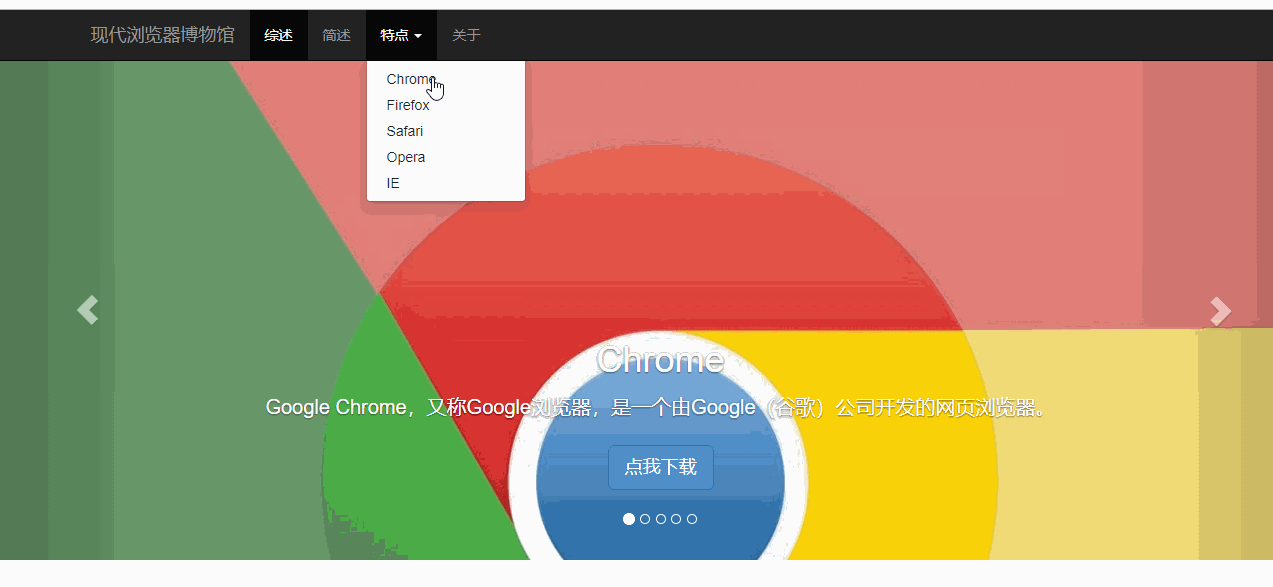 现代浏览器博物馆 综述 简述 特点 关于
Chrome
Firefox
Safari
Opera
IE
Chrome
Google Chrome，又称Google浏览器，是一个由Google（谷歌）公司开发的网页浏览器。
点我下载